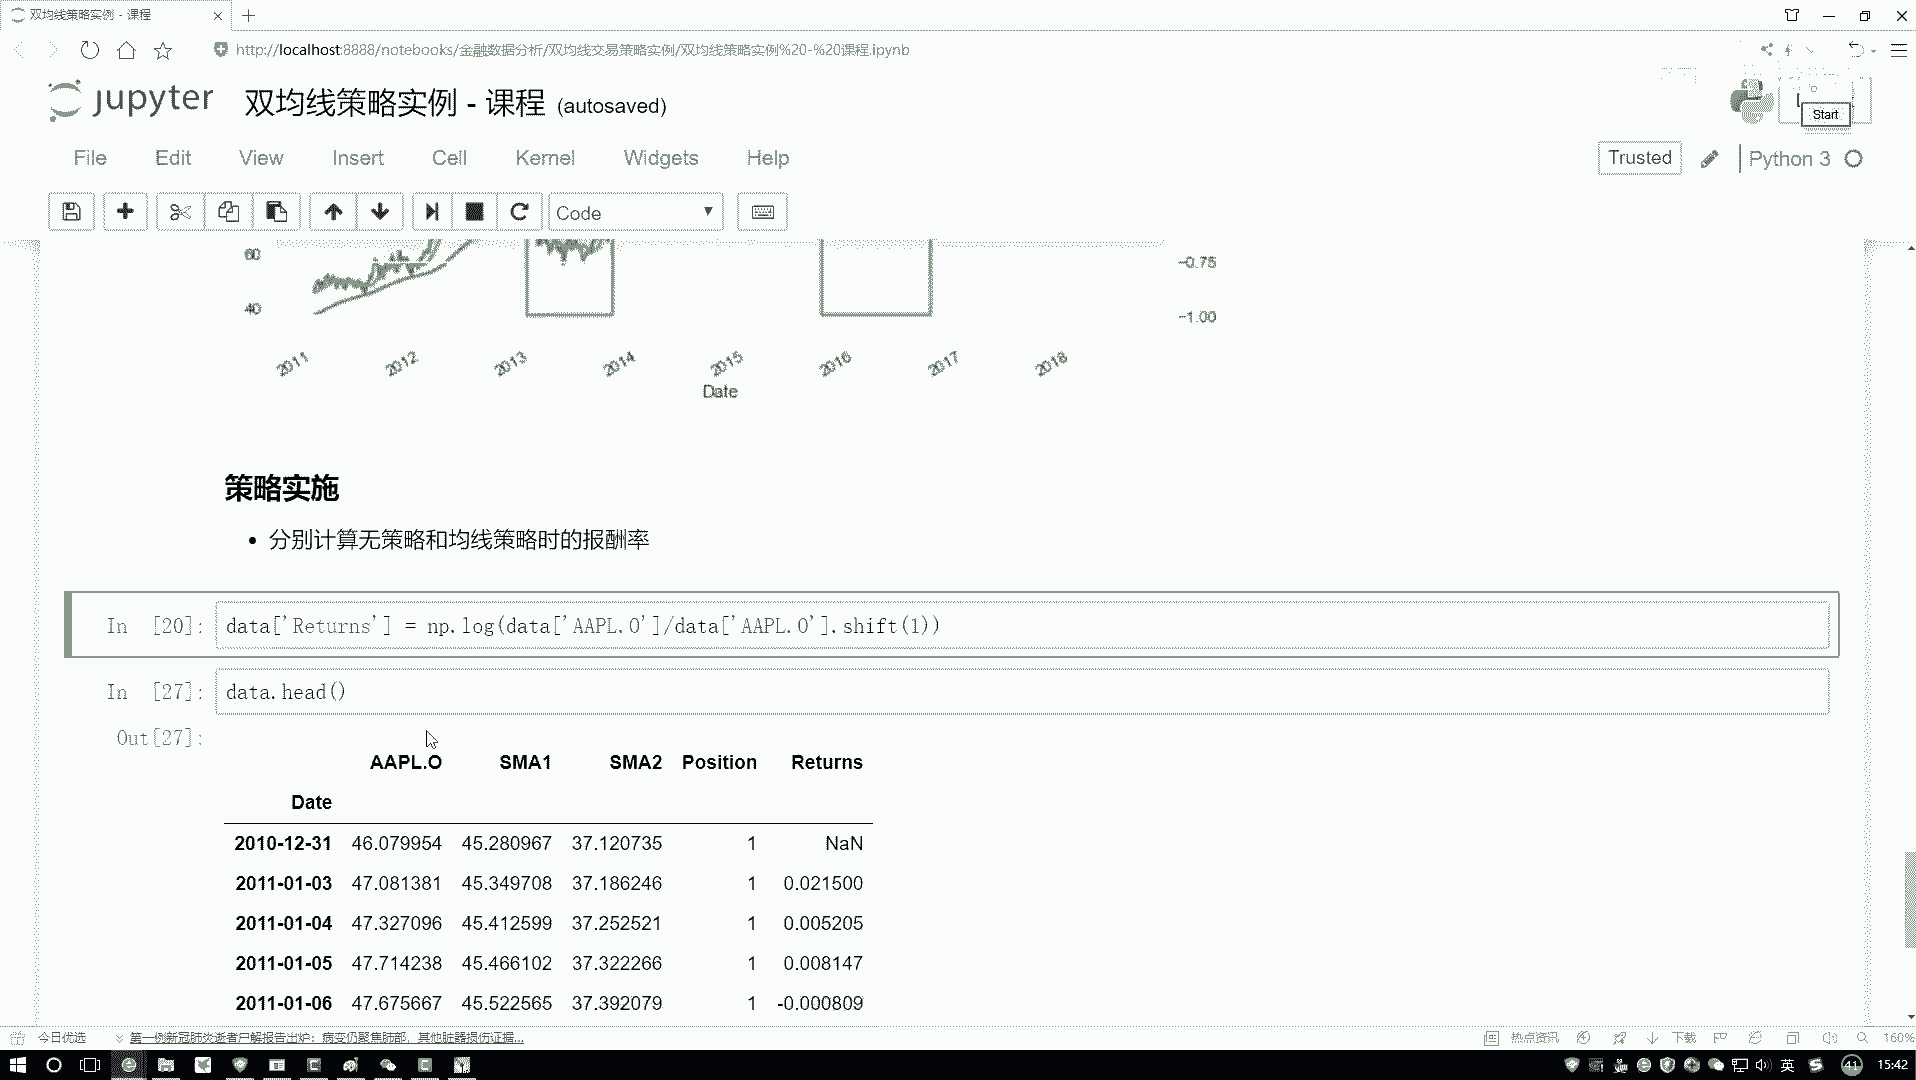 双均线策略实例 - 课程
http://localhost:8888/notebooks/金融数据分析/双均线交易策略实例/双均线策略实例%20-%20课程.ipynb
jupyter 双均线策略实例 - 课程 (autosaved)
Start
File Edit View Insert Cell Kernel Widgets Help
Trusted
Python 3
Code
60
40
-0.75
-1.00
2011 2012 2013 2014 2015 2016 2017 2018
Date
策略实施
分别计算无策略和均线策略时的报酬率
In [20]: data['Returns'] = np.log(data['AAPL.O']/data['AAPL.O'].shift(1))
In [27]: data.head()
Out[27]:
AAPL.O SMA1 SMA2 Position Returns
Date
2010-12-31 46.079954 45.280967 37.120735 1 NaN
2011-01-03 47.081381 45.349708 37.186246 1 0.021500
2011-01-04 47.327096 45.412599 37.252521 1 0.005205
2011-01-05 47.714238 45.466102 37.322266 1 0.008147
2011-01-06 47.675667 45.522565 37.392079 1 -0.000809
今日优选
第一例新冠肺炎逝者尸解报告出炉：病变仍聚焦肺部，其他脏器损伤证据...
热点资讯
下载
160%
英
41
15:42